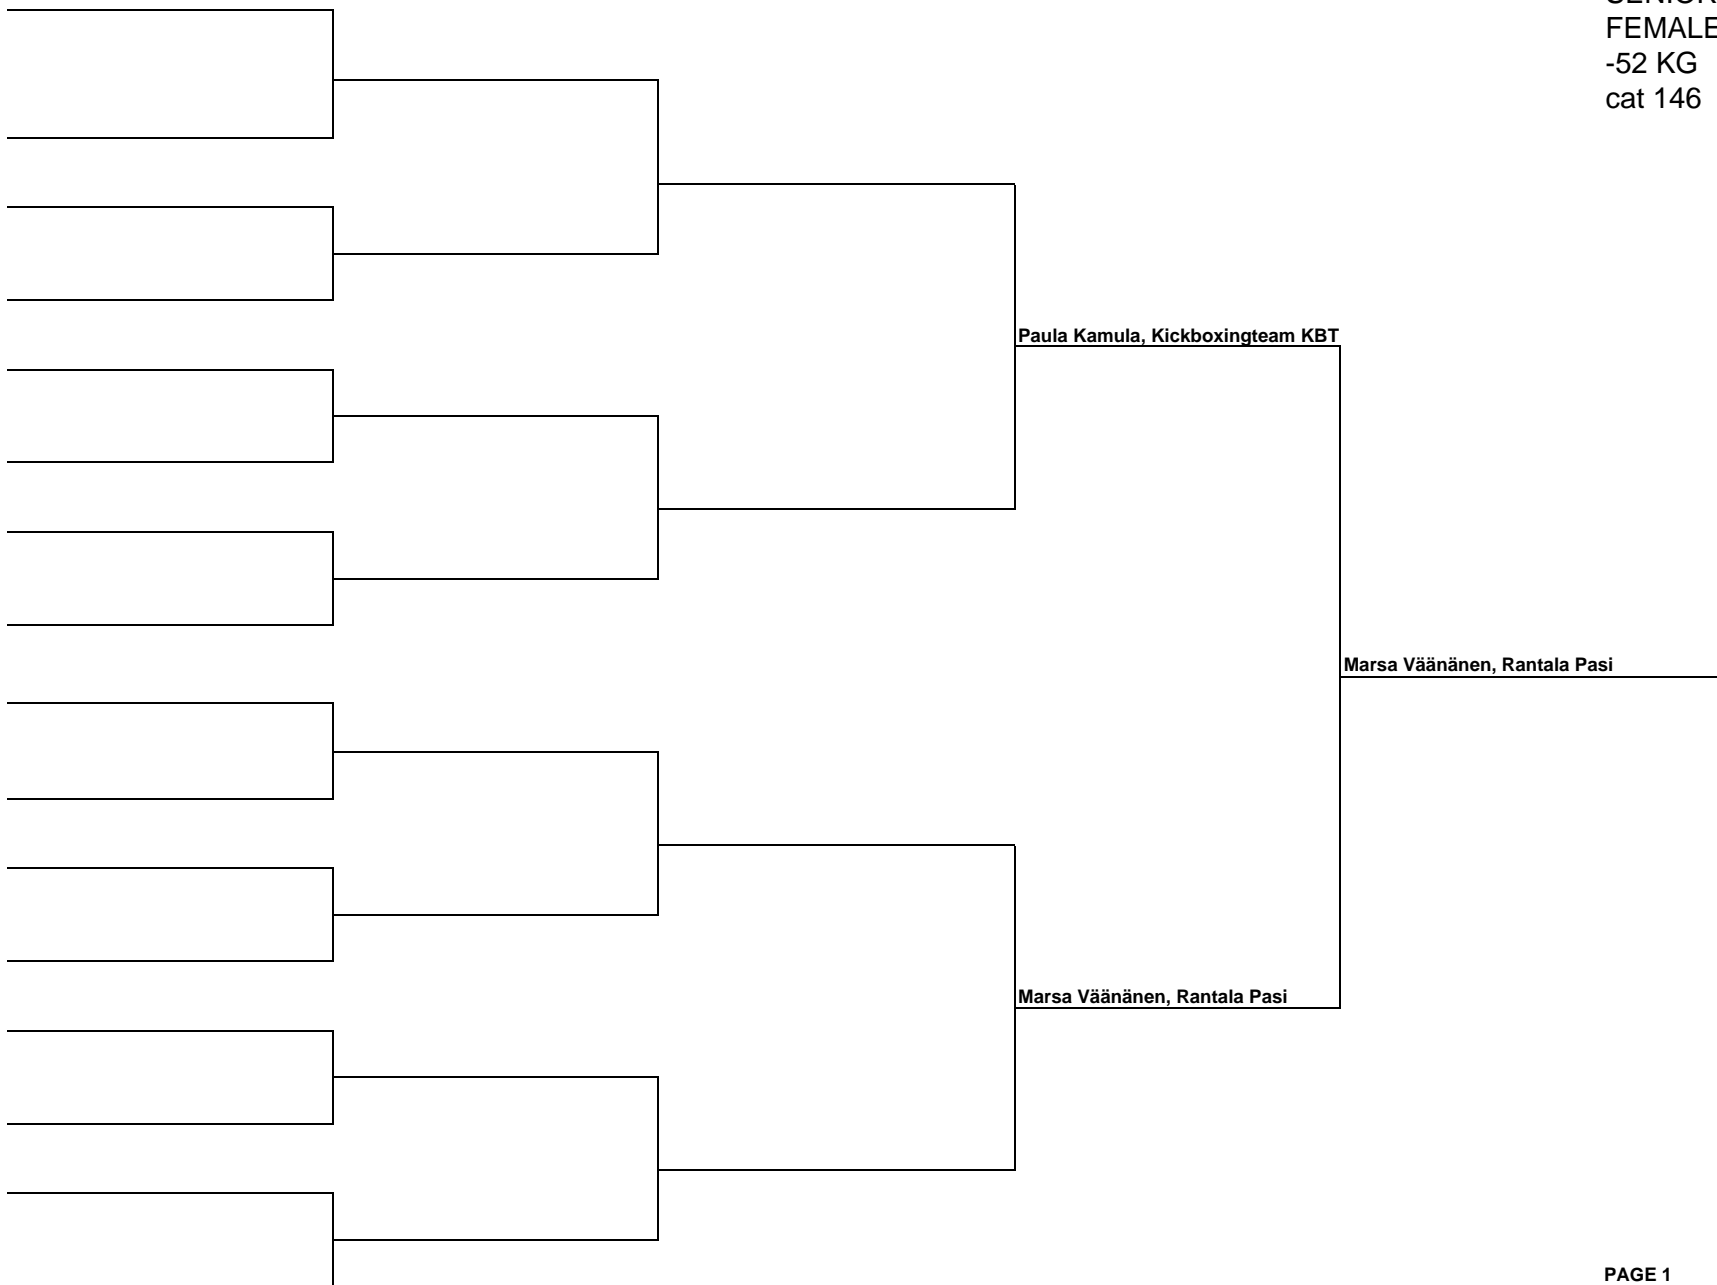 SENIOR
FEMALE
-52 KG
cat 146
Paula Kamula, Kickboxingteam KBT
Marsa Väänänen, Rantala Pasi
Marsa Väänänen, Rantala Pasi
PAGE 1